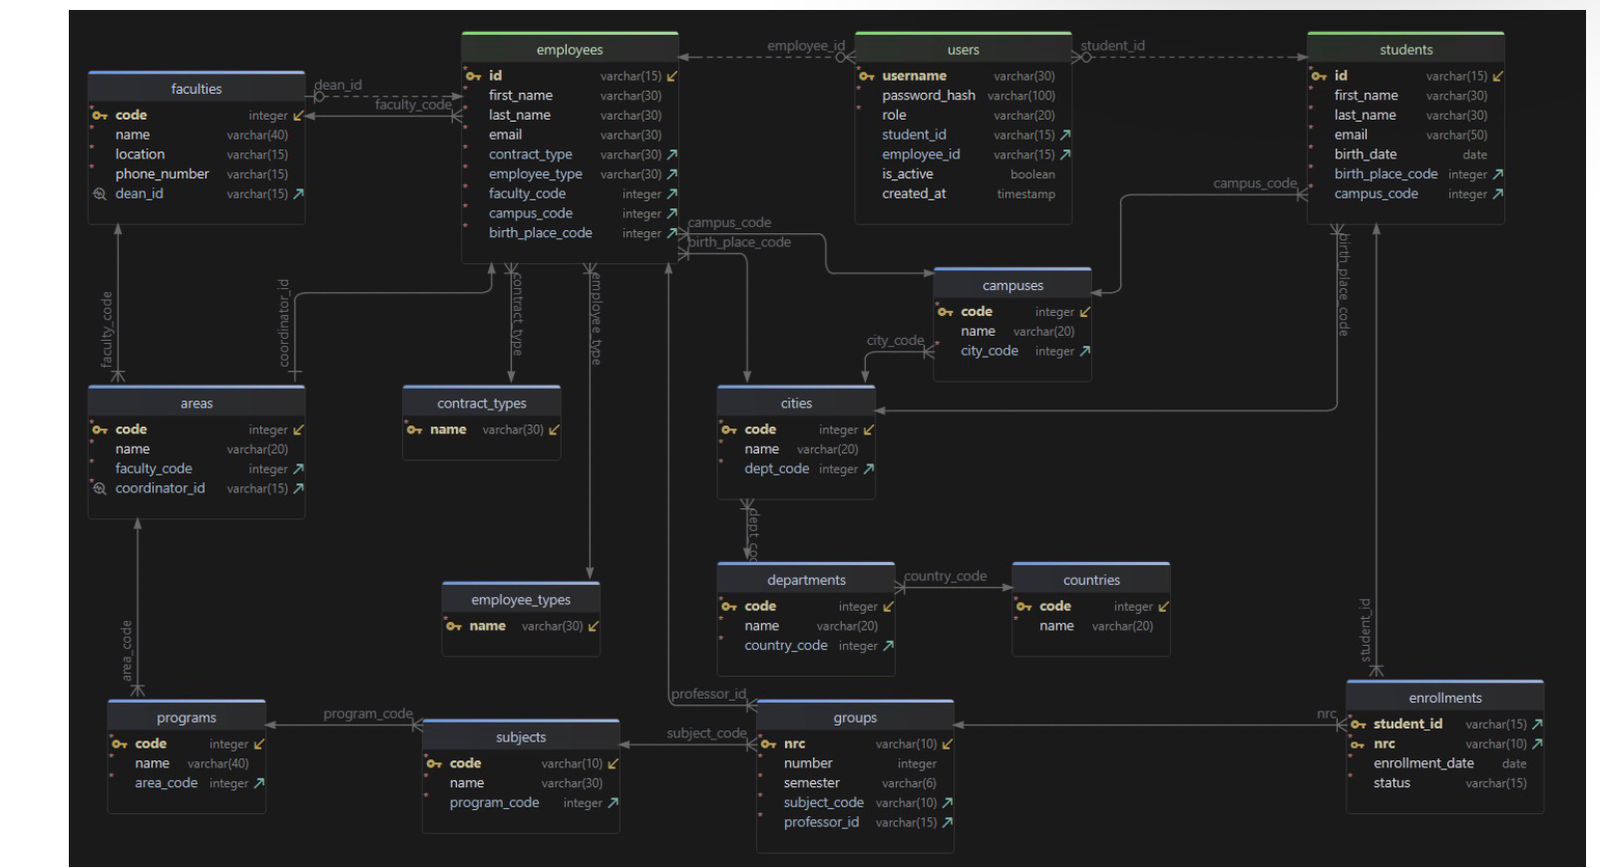 employees
id varchar(15)
first_name varchar(30)
last_name varchar(30)
email varchar(30)
contract_type varchar(30)
employee_type varchar(30)
faculty_code integer
campus_code integer
birth_place_code integer
employee_id
users
username varchar(30)
password_hash varchar(100)
role varchar(20)
student_id varchar(15)
employee_id varchar(15)
is_active boolean
created_at timestamp
student_id
students
id varchar(15)
first_name varchar(30)
last_name varchar(30)
email varchar(50)
birth_date date
birth_place_code integer
campus_code integer
faculties
code integer
name varchar(40)
location varchar(15)
phone_number varchar(15)
dean_id varchar(15)
dean_id
faculty_code
campus_code
campus_code
birth_place_code
birth_place_code
faculty_code
coordinator_id
contract_type
employee_type
campuses
code integer
name varchar(20)
city_code integer
city_code
areas
code integer
name varchar(20)
faculty_code integer
coordinator_id varchar(15)
contract_types
name varchar(30)
cities
code integer
name varchar(20)
dept_code integer
employee_types
name varchar(30)
departments
code integer
name varchar(20)
country_code integer
country_code
countries
code integer
name varchar(20)
area_code
student_id
programs
code integer
name varchar(40)
area_code integer
program_code
subjects
code varchar(10)
name varchar(30)
program_code integer
professor_id
subject_code
groups
nrc varchar(10)
number integer
semester varchar(6)
subject_code varchar(10)
professor_id varchar(15)
nrc
enrollments
student_id varchar(15)
nrc varchar(10)
enrollment_date date
status varchar(15)